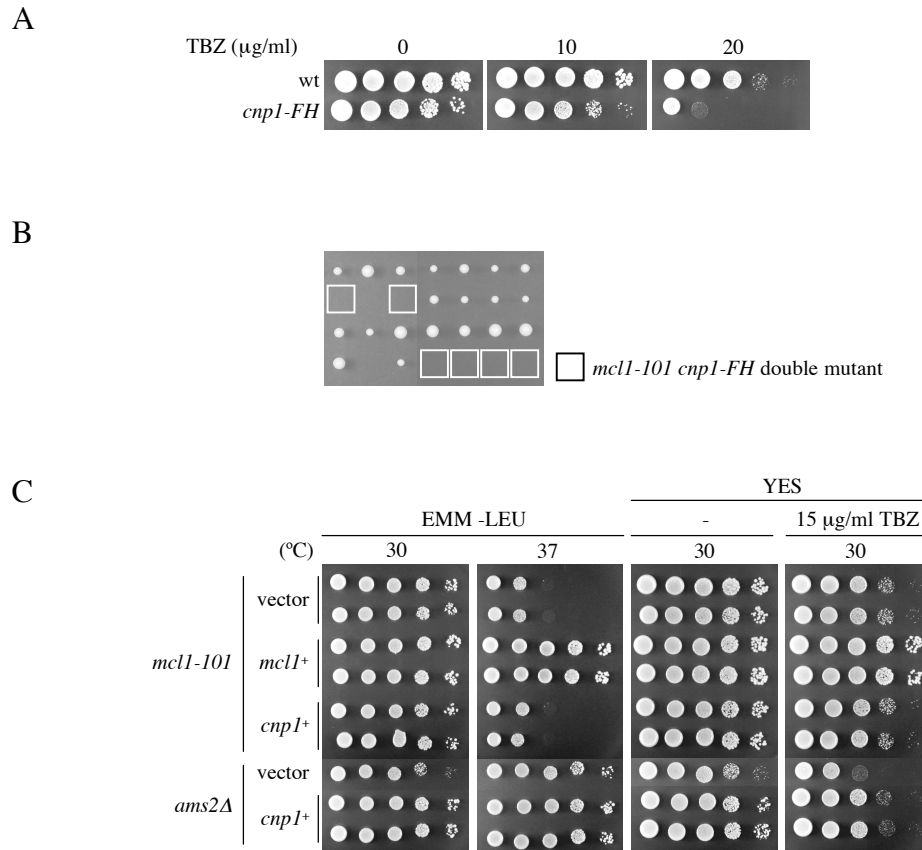 A
TBZ (μg/ml) 0 10 20
wt
cnp1-FH
B
mcl1-101 cnp1-FH double mutant
C
YES
EMM -LEU - 15 μg/ml TBZ
(ºC) 30 37 30 30
vector
mcl1-101 mcl1+
cnp1+
vector
ams2Δ cnp1+